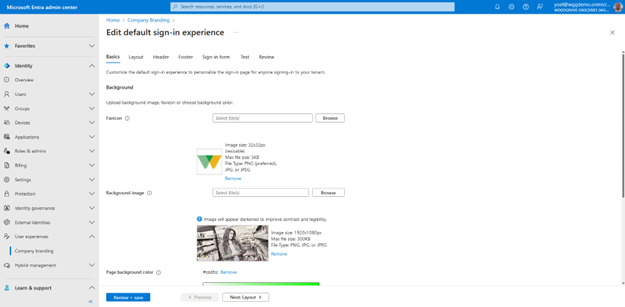 Microsoft Entra admin center
Search resources, services, and docs (G+/)
Home > Company Branding >
Edit default sign-in experience
Home
Favorites
Identity
Overview
Users
Groups
Devices
Applications
Roles & admins
Billing
Settings
Protection
Identity governance
External Identities
User experiences
Company branding
Hybrid management
Learn & support
Basics Layout Header Footer Sign-in form Text Review
Customize the default sign-in experience to personalize the sign-in page for anyone signing-in to your tenant.
Background
Upload background image, favicon or choose background color.
Favicon
Select file(s)
Browse
Image size: 32x32px
(resizable)
Max file size: 5KB
File Type: PNG (preferred),
JPG, or JPEG
Remove
Background image
Select file(s)
Browse
Image will appear darkened to improve contrast and legibility.
Image size: 1920x1080px
Max file size: 300KB
File Type: PNG, JPG, or JPEG
Remove
Page background color
Remove
Review + save
< Previous
Next: Layout >